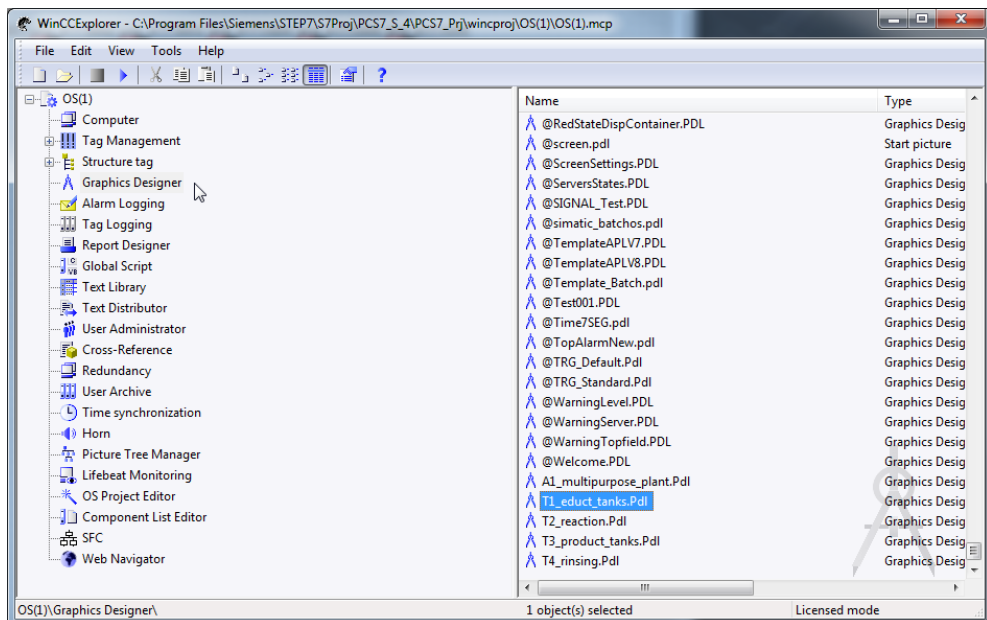 WinCCExplorer - C:\Program Files\Siemens\STEP7\S7Proj\PCS7_S_4\PCS7_Prj\wincproj\OS(1)\OS(1).mcp
File Edit View Tools Help
OS(1)
Computer
Tag Management
Structure tag
Graphics Designer
Alarm Logging
Tag Logging
Report Designer
Global Script
Text Library
Text Distributor
User Administrator
Cross-Reference
Redundancy
User Archive
Time synchronization
Horn
Picture Tree Manager
Lifebeat Monitoring
OS Project Editor
Component List Editor
SFC
Web Navigator
Name Type
@RedStateDispContainer.PDL Graphics Desig
@screen.pdl Start picture
@ScreenSettings.PDL Graphics Desig
@ServersStates.PDL Graphics Desig
@SIGNAL_Test.PDL Graphics Desig
@simatic_batchos.pdl Graphics Desig
@TemplateAPLV7.PDL Graphics Desig
@TemplateAPLV8.PDL Graphics Desig
@Template_Batch.pdl Graphics Desig
@Test001.PDL Graphics Desig
@Time7SEG.pdl Graphics Desig
@TopAlarmNew.pdl Graphics Desig
@TRG_Default.Pdl Graphics Desig
@TRG_Standard.Pdl Graphics Desig
@WarningLevel.PDL Graphics Desig
@WarningServer.PDL Graphics Desig
@WarningTopfield.PDL Graphics Desig
@Welcome.PDL Graphics Desig
A1_multipurpose_plant.Pdl Graphics Desig
T1_educt_tanks.Pdl Graphics Desig
T2_reaction.Pdl Graphics Desig
T3_product_tanks.Pdl Graphics Desig
T4_rinsing.Pdl Graphics Desig
OS(1)\Graphics Designer\ 1 object(s) selected Licensed mode